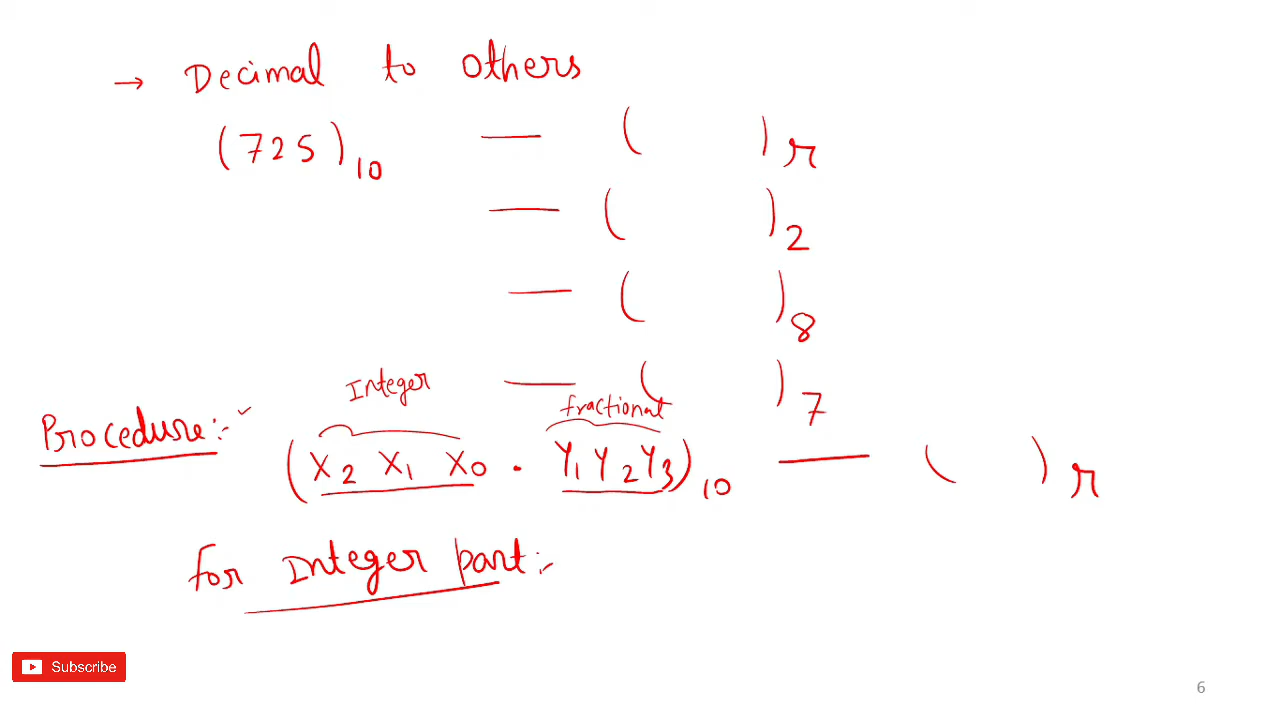 → Decimal to others
(725)10 — ( )r
— ( )2
— ( )8
— ( )7
Integer fractional
Procedure:- (X2 X1 X0 . Y1 Y2 Y3)10 — ( )r
for Integer part:-
Subscribe
6